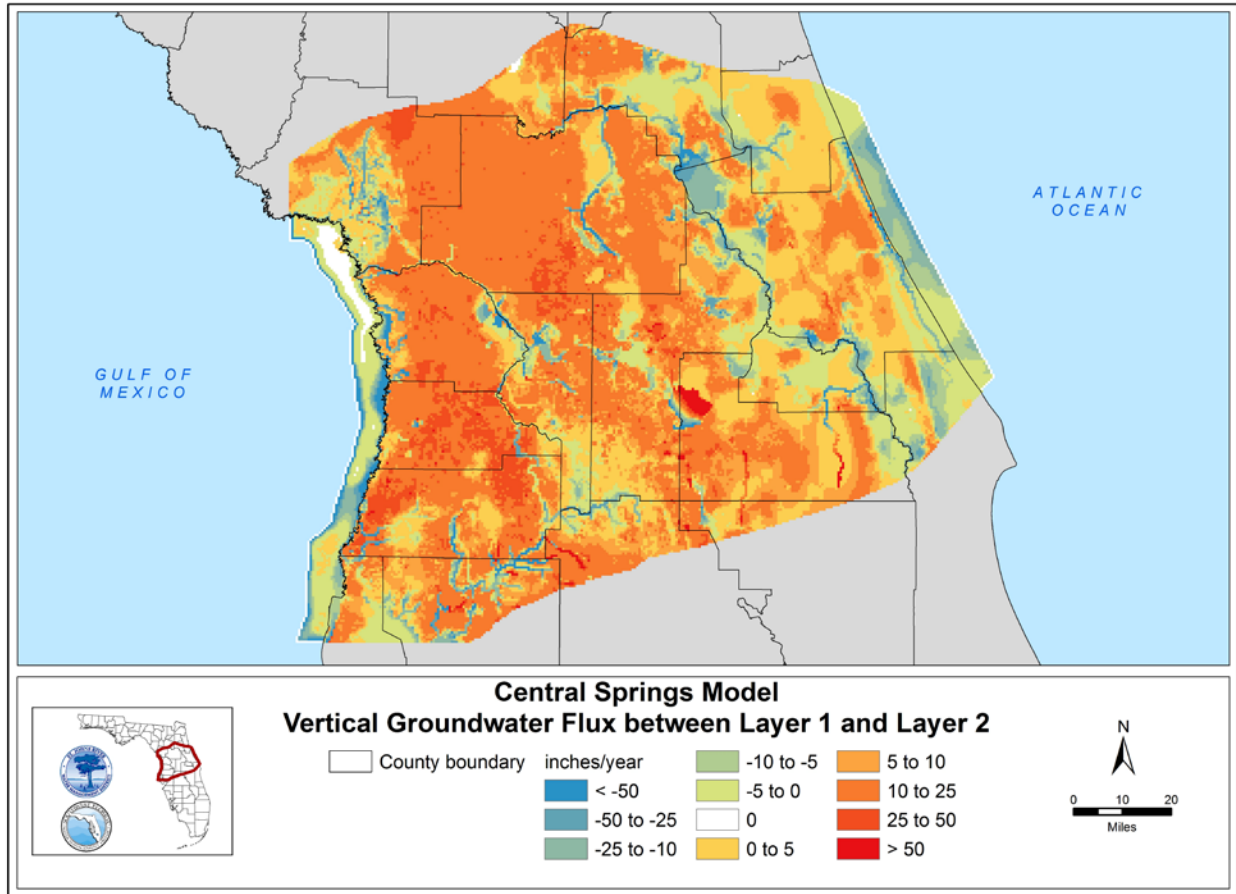 ATLANTIC
OCEAN
GULF OF
MEXICO
Central Springs Model
Vertical Groundwater Flux between Layer 1 and Layer 2
County boundary
inches/year
< -50
-50 to -25
-25 to -10
-10 to -5
-5 to 0
0
0 to 5
5 to 10
10 to 25
25 to 50
> 50
N
0 10 20
Miles